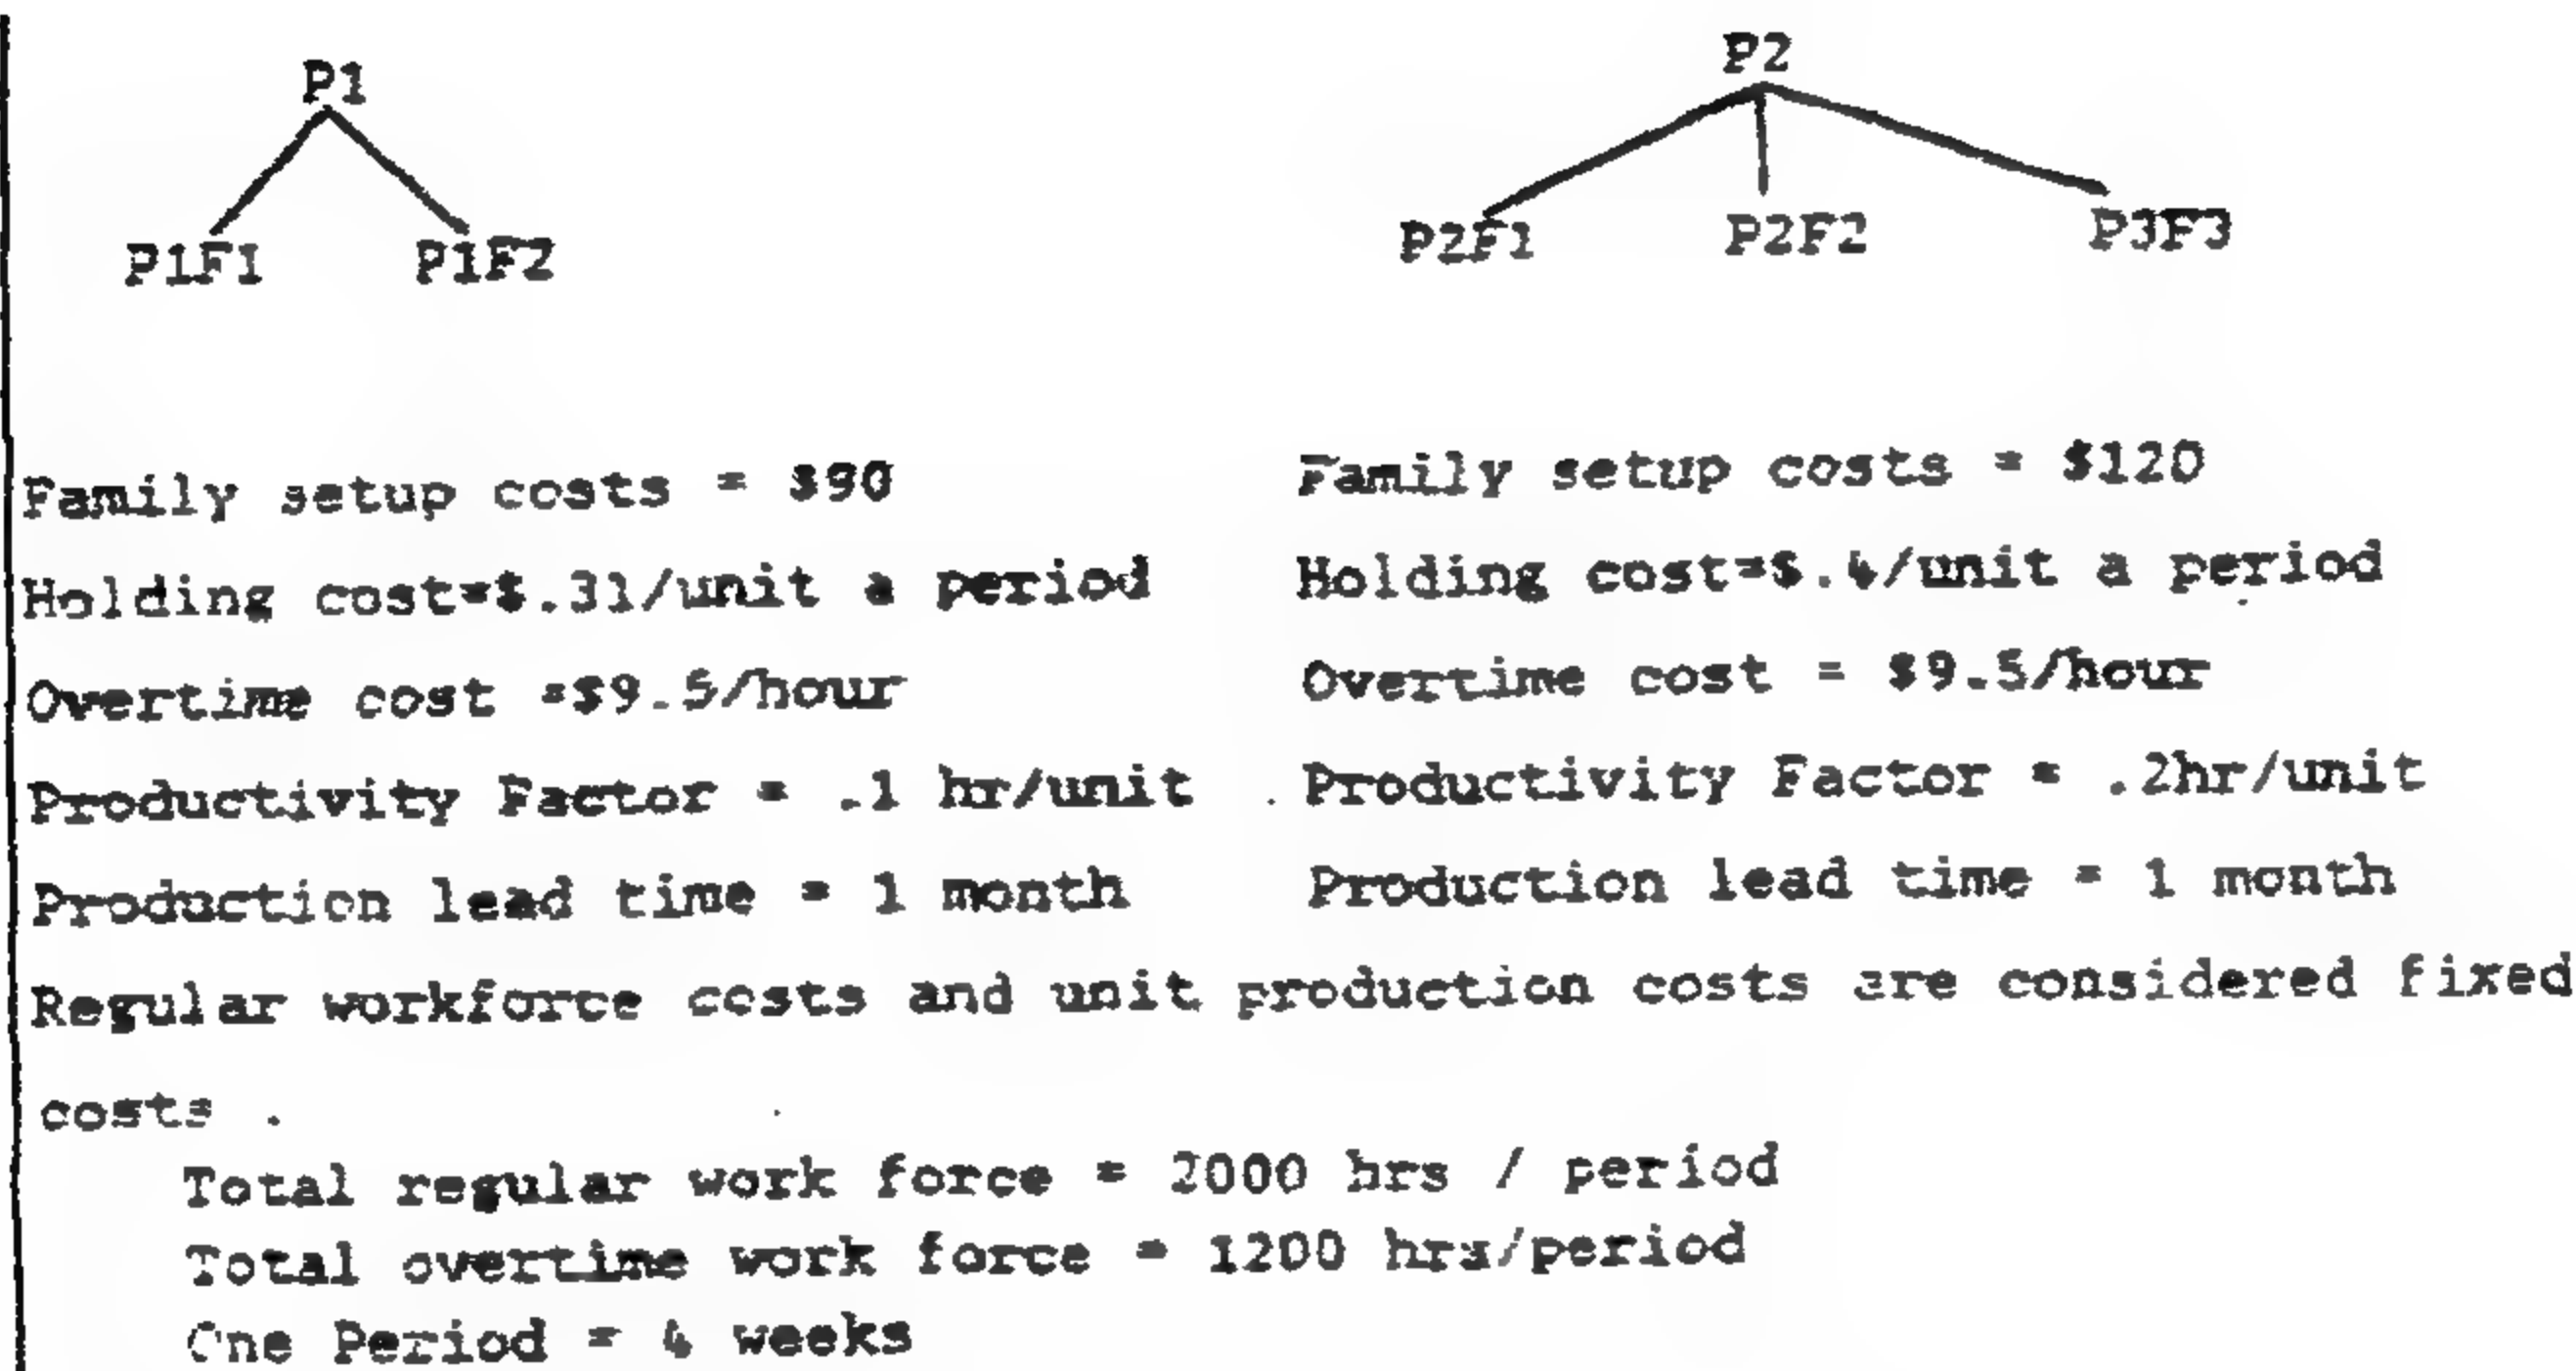 P1
P2
P1F1 P1F2
P2F1 P2F2 P3F3
Family setup costs = $90
Family setup costs = $120
Holding cost=$.31/unit a period
Holding cost=$.4/unit a period
Overtime cost =$9.5/hour
Overtime cost = $9.5/hour
Productivity Factor = .1 hr/unit
Productivity Factor = .2hr/unit
Production lead time = 1 month
Production lead time = 1 month
Regular workforce costs and unit production costs are considered fixed
costs .
Total regular work force = 2000 hrs / period
Total overtime work force = 1200 hrs/period
One Period = 4 weeks